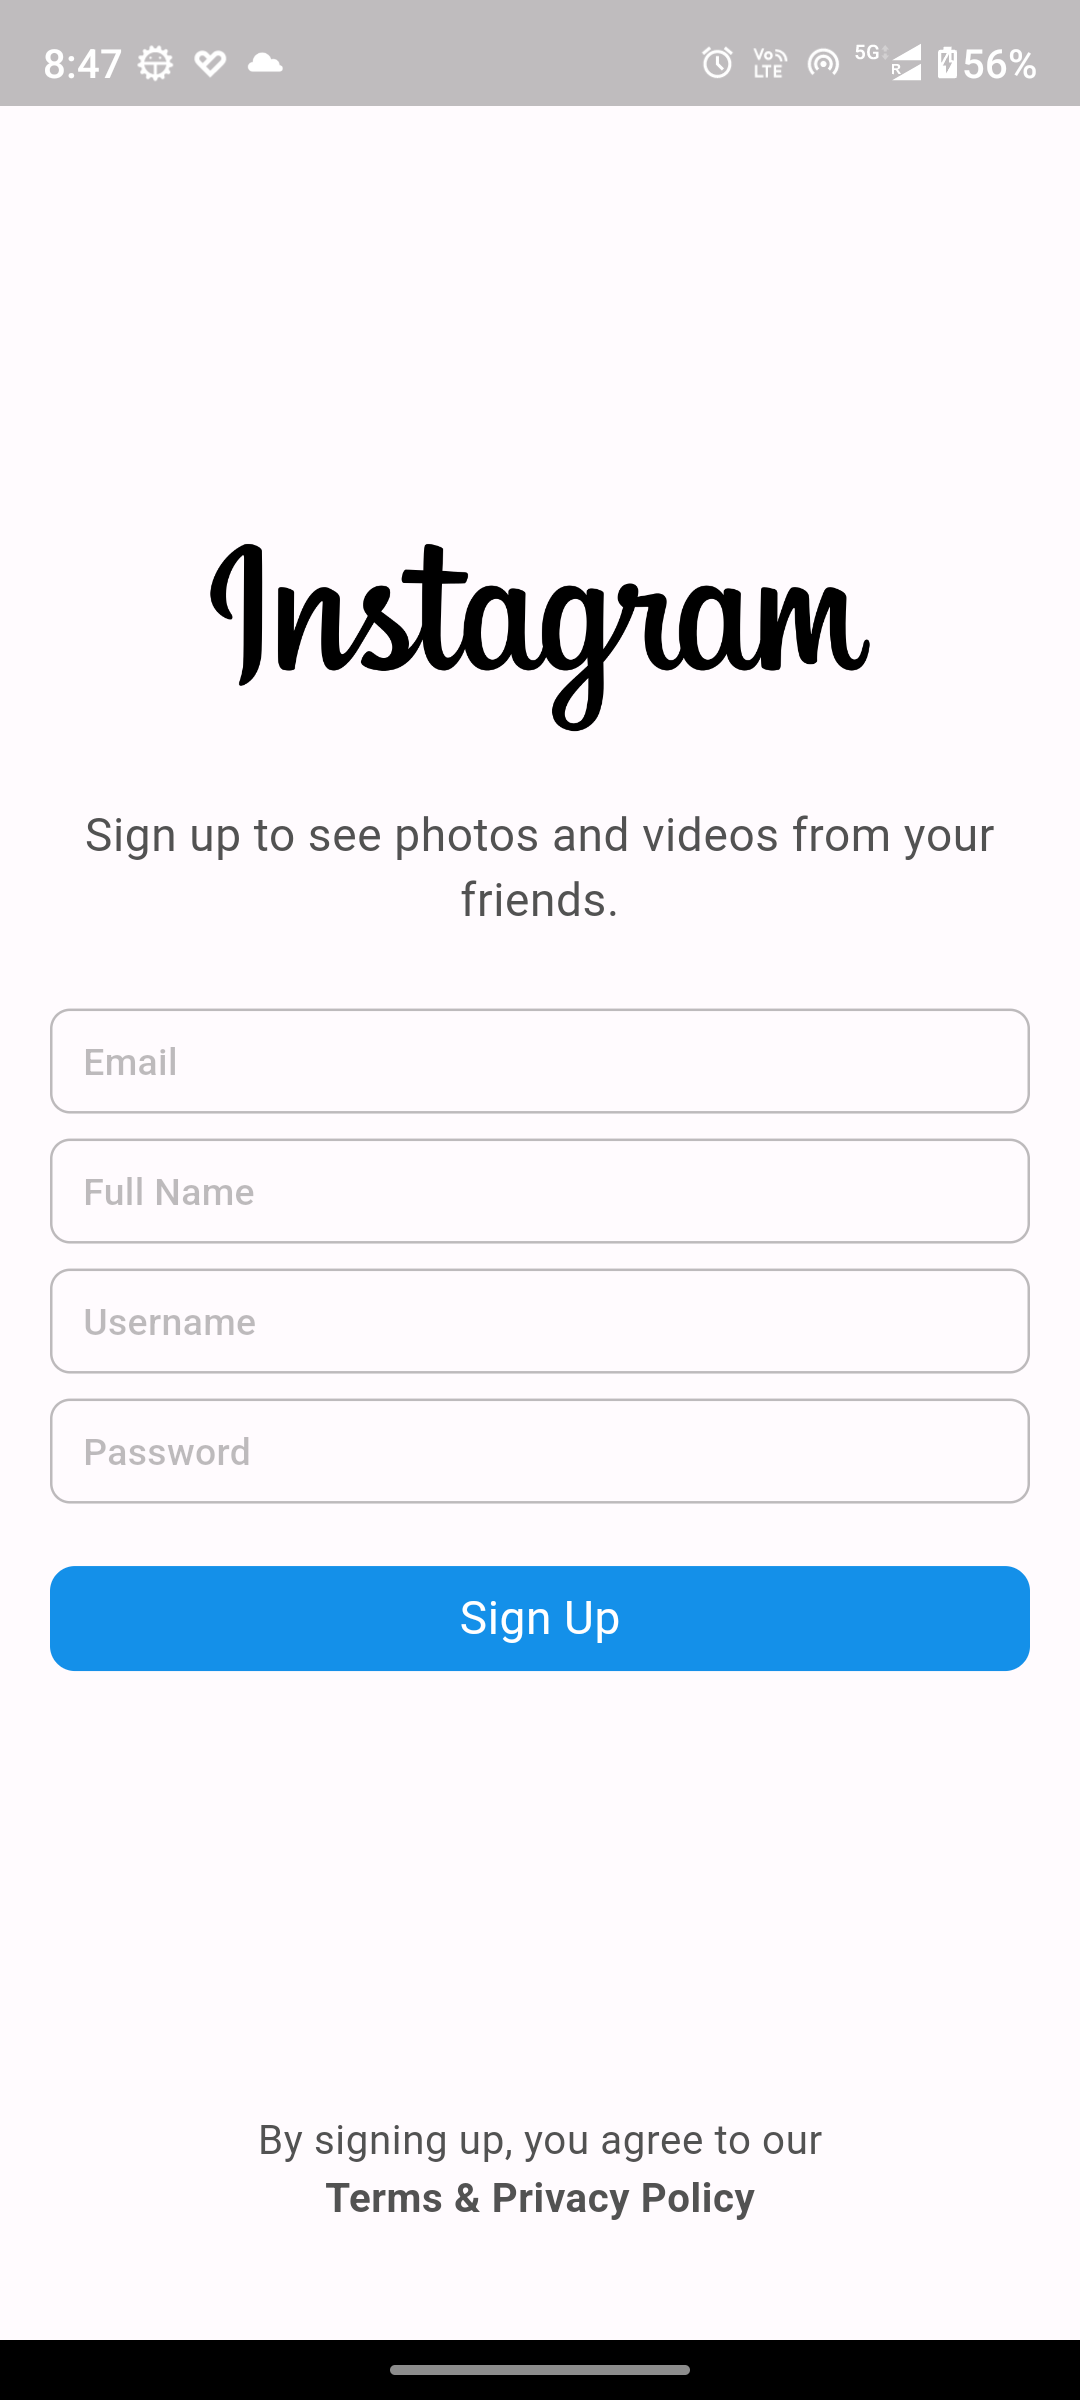 8:47 Vo LTE 5G R 56%
Instagram
Sign up to see photos and videos from your
friends.
Email
Full Name
Username
Password
Sign Up
By signing up, you agree to our
Terms & Privacy Policy